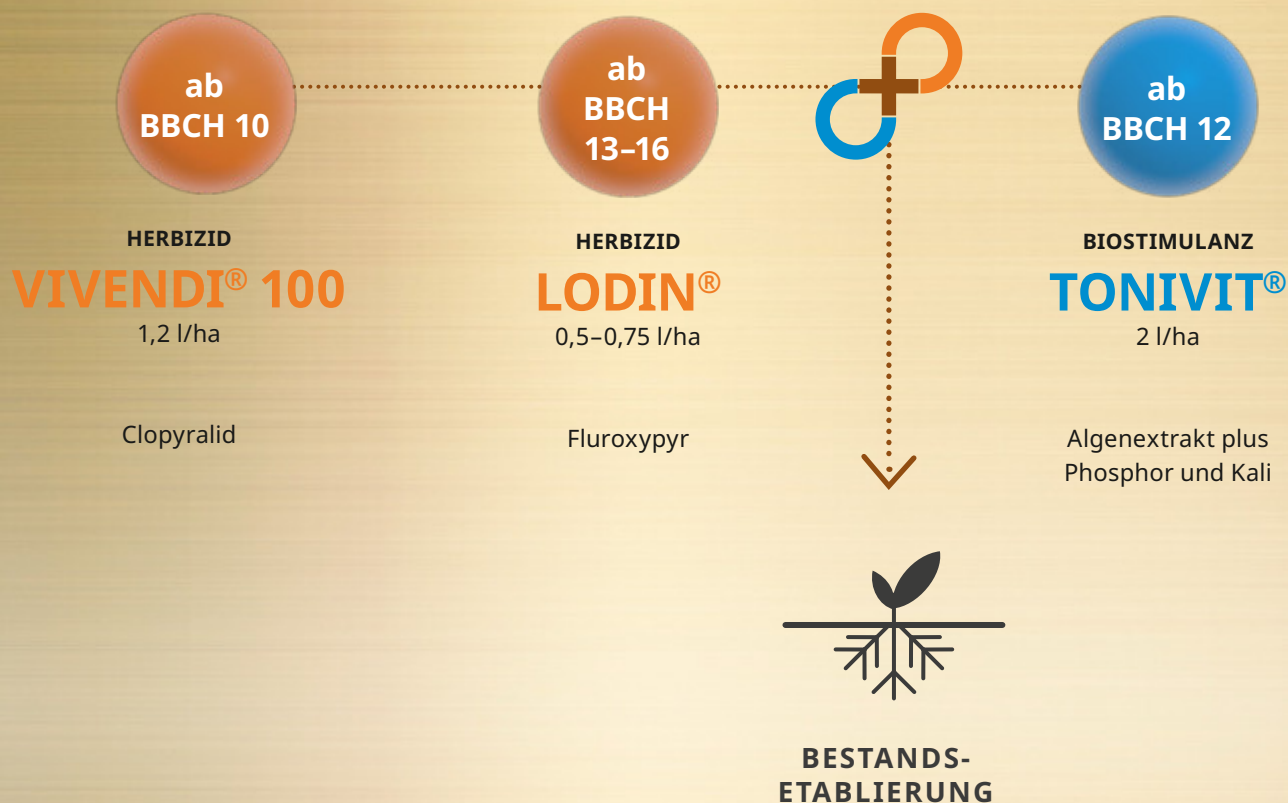 ab
BBCH 10
HERBIZID
VIVENDI® 100
1,2 l/ha
Clopyralid
ab
BBCH
13–16
HERBIZID
LODIN®
0,5–0,75 l/ha
Fluroxypyr
ab
BBCH 12
BIOSTIMULANZ
TONIVIT®
2 l/ha
Algenextrakt plus
Phosphor und Kali
BESTANDS-
ETABLIERUNG